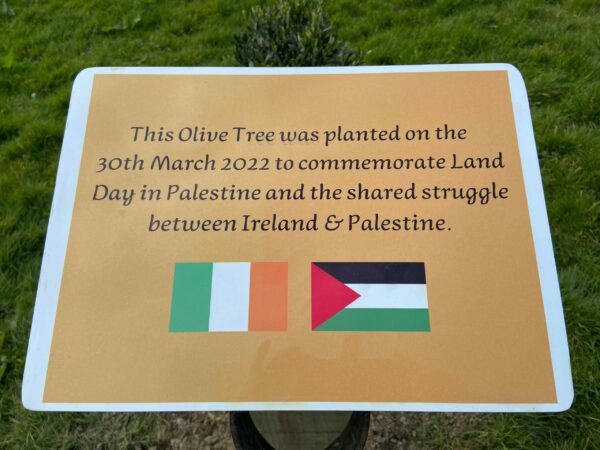 This Olive Tree was planted on the
30th March 2022 to commemorate Land
Day in Palestine and the shared struggle
between Ireland & Palestine.